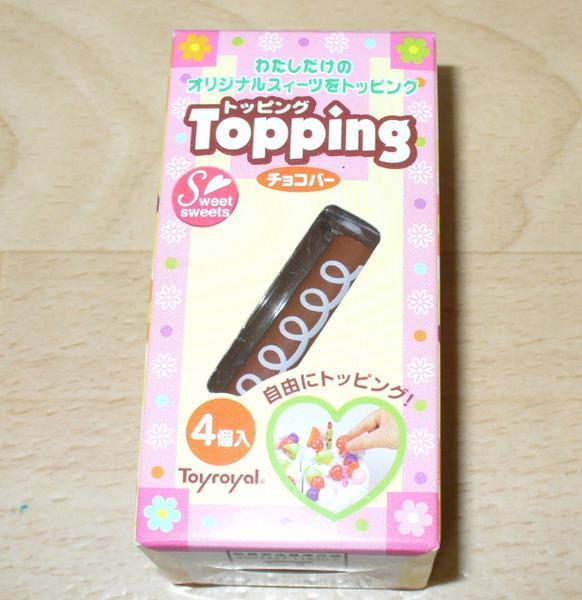 わたしだけの
オリジナルスィーツをトッピング
トッピング
Topping
チョコバー
Sweet
sweets
自由にトッピング!
4個入
Toyroyal®